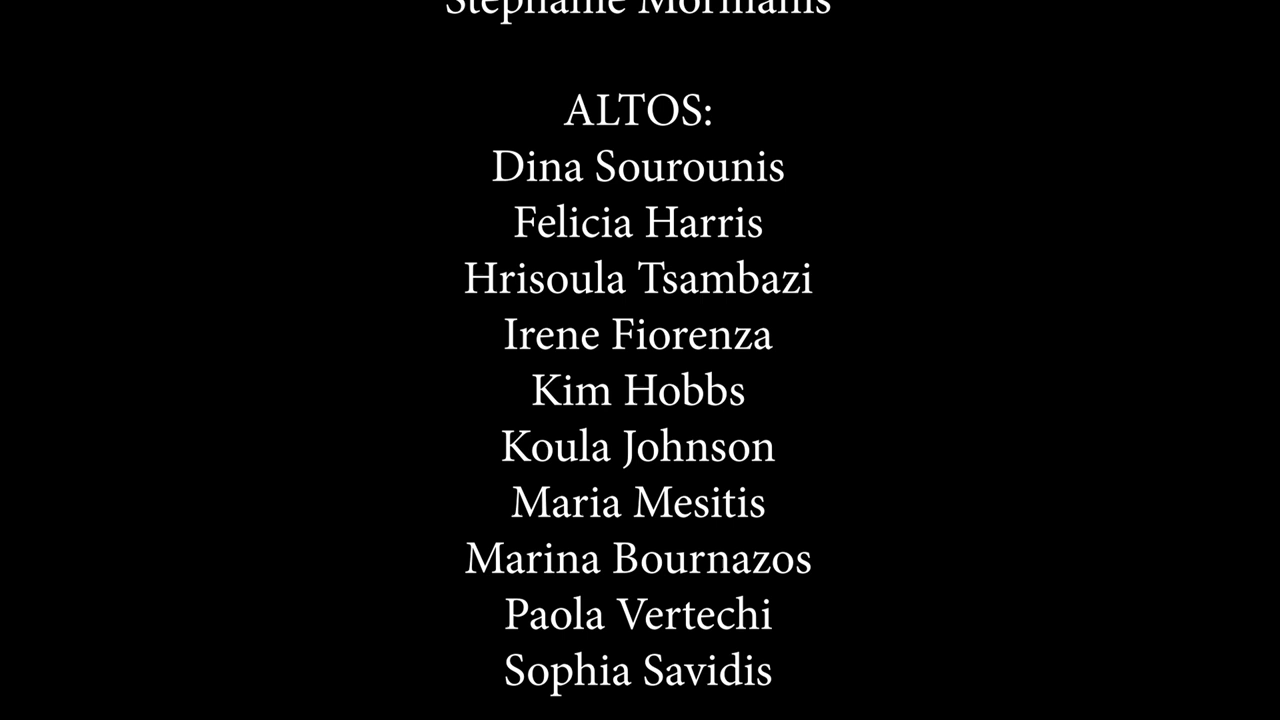 Stephanie
ALTOS:
Dina Sourounis
Felicia Harris
Hrisoula Tsambazi
Irene Fiorenza
Kim Hobbs
Koula Johnson
Maria Mesitis
Marina Bournazos
Paola Vertechi
Sophia Savidis